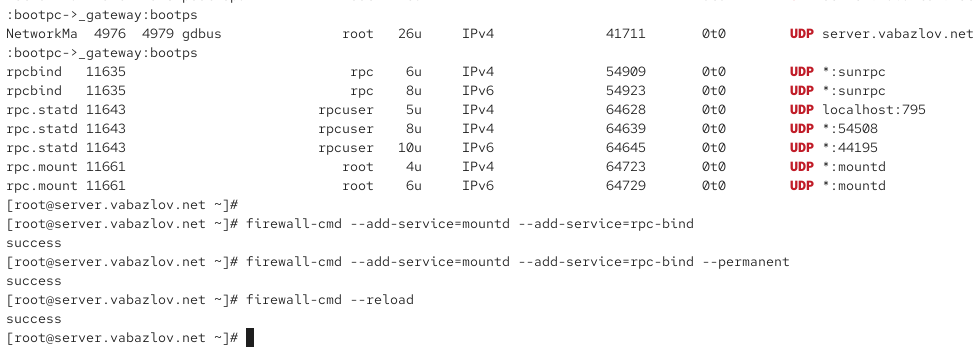 :bootpc->_gateway:bootps
NetworkMa  4976  4979 gdbus               root   26u     IPv4              41711       0t0        UDP server.vabazlov.net
:bootpc->_gateway:bootps
rpcbind   11635                            rpc    6u     IPv4              54909       0t0        UDP *:sunrpc
rpcbind   11635                            rpc    8u     IPv6              54923       0t0        UDP *:sunrpc
rpc.statd 11643                        rpcuser    5u     IPv4              64628       0t0        UDP localhost:795
rpc.statd 11643                        rpcuser    8u     IPv4              64639       0t0        UDP *:54508
rpc.statd 11643                        rpcuser   10u     IPv6              64645       0t0        UDP *:44195
rpc.mount 11661                           root    4u     IPv4              64723       0t0        UDP *:mountd
rpc.mount 11661                           root    6u     IPv6              64729       0t0        UDP *:mountd
[root@server.vabazlov.net ~]#
[root@server.vabazlov.net ~]# firewall-cmd --add-service=mountd --add-service=rpc-bind
success
[root@server.vabazlov.net ~]# firewall-cmd --add-service=mountd --add-service=rpc-bind --permanent
success
[root@server.vabazlov.net ~]# firewall-cmd --reload
success
[root@server.vabazlov.net ~]#